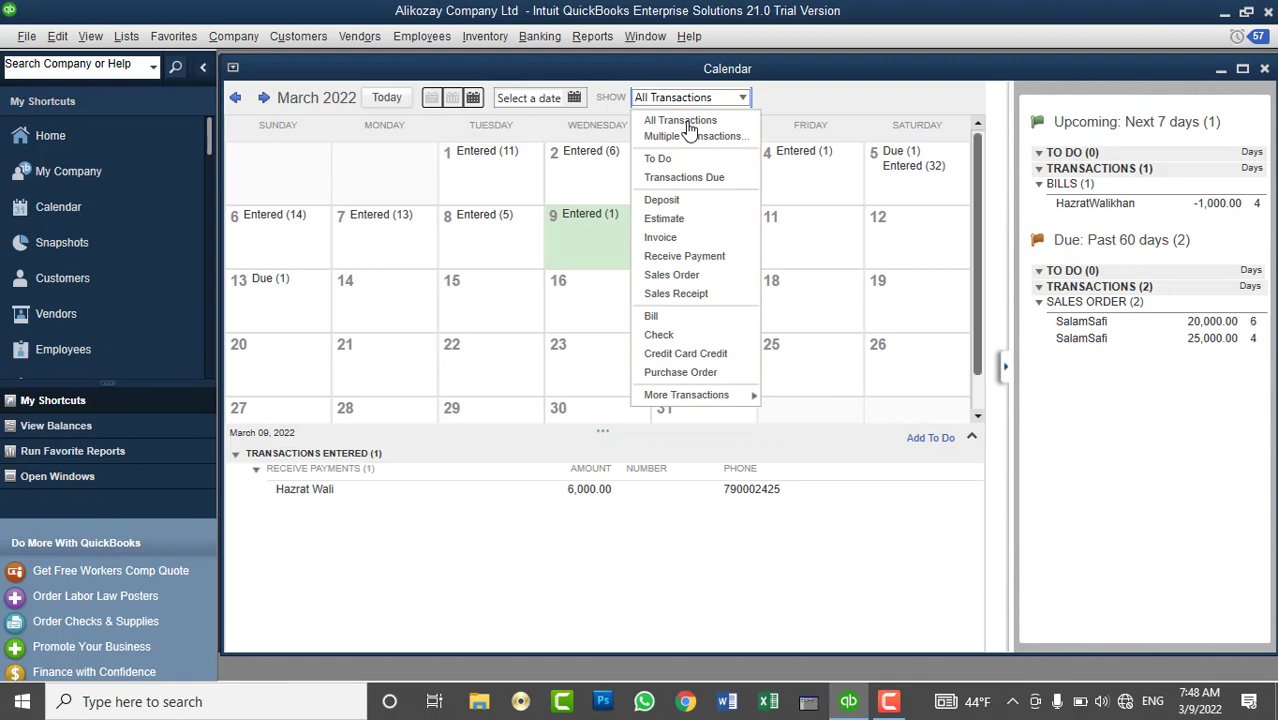 Alikozay Company Ltd - Intuit QuickBooks Enterprise Solutions 21.0 Trial Version
File Edit View Lists Favorites Company Customers Vendors Employees Inventory Banking Reports Window Help
57
Search Company or Help
My Shortcuts
Home
My Company
Calendar
Snapshots
Customers
Vendors
Employees
My Shortcuts
View Balances
Run Favorite Reports
Open Windows
Do More With QuickBooks
Get Free Workers Comp Quote
Order Labor Law Posters
Order Checks & Supplies
Promote Your Business
Finance with Confidence
Calendar
March 2022 Today Select a date SHOW All Transactions
SUNDAY MONDAY TUESDAY WEDNESDAY FRIDAY SATURDAY
1 Entered (11) 2 Entered (6) 4 Entered (1) 5 Due (1)
Entered (32)
6 Entered (14) 7 Entered (13) 8 Entered (5) 9 Entered (1) 11 12
13 Due (1) 14 15 16 18 19
20 21 22 23 25 26
27 28 29 30 31
All Transactions
Multiple
Transactions...
To Do
Transactions Due
Deposit
Estimate
Invoice
Receive Payment
Sales Order
Sales Receipt
Bill
Check
Credit Card Credit
Purchase Order
More Transactions
March 09, 2022 Add To Do
TRANSACTIONS ENTERED (1)
RECEIVE PAYMENTS (1) AMOUNT NUMBER PHONE
Hazrat Wali 6,000.00 790002425
Upcoming: Next 7 days (1)
TO DO (0) Days
TRANSACTIONS (1) Days
BILLS (1)
HazratWalikhan -1,000.00 4
Due: Past 60 days (2)
TO DO (0) Days
TRANSACTIONS (2) Days
SALES ORDER (2)
SalamSafi 20,000.00 6
SalamSafi 25,000.00 4
Type here to search
44°F ENG 7:48 AM
3/9/2022